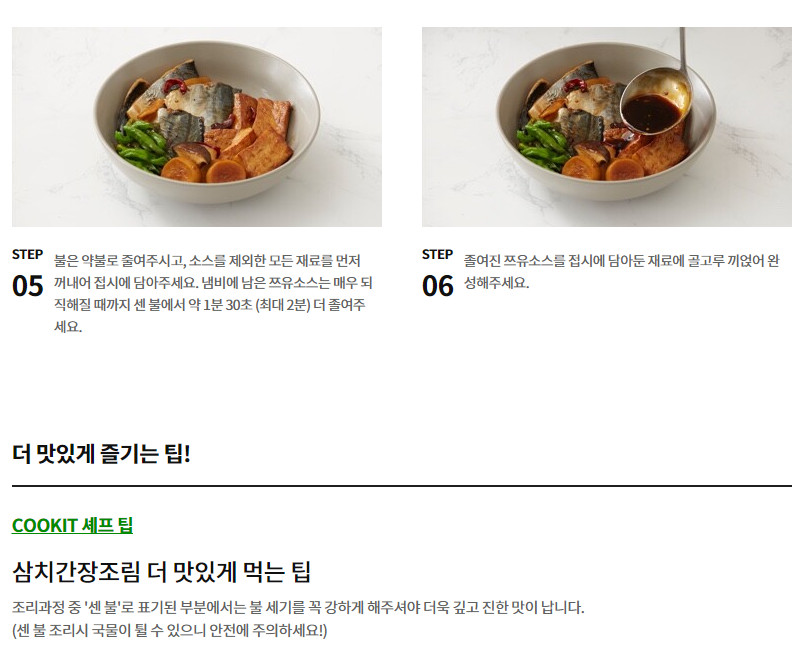 STEP
05
불은 약불로 줄여주시고, 소스를 제외한 모든 재료를 먼저
꺼내어 접시에 담아주세요. 냄비에 남은 쯔유소스는 매우 되
직해질 때까지 센 불에서 약 1분 30초 (최대 2분) 더 졸여주
세요.
STEP
06
졸여진 쯔유소스를 접시에 담아둔 재료에 골고루 끼얹어 완
성해주세요.
더 맛있게 즐기는 팁!
COOKIT 셰프 팁
삼치간장조림 더 맛있게 먹는 팁
조리과정 중 '센 불'로 표기된 부분에서는 불 세기를 꼭 강하게 해주셔야 더욱 깊고 진한 맛이 납니다.
(센 불 조리시 국물이 튈 수 있으니 안전에 주의하세요!)